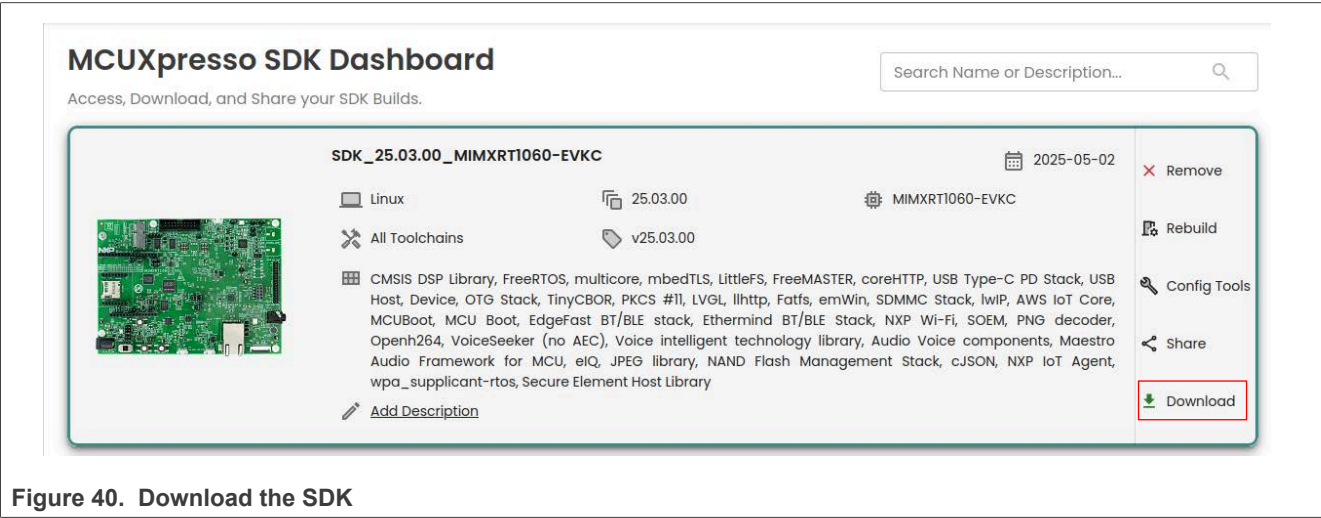 MCUXpresso SDK Dashboard
Search Name or Description...
Access, Download, and Share your SDK Builds.
SDK_25.03.00_MIMXRT1060-EVKC
2025-05-02
Linux
25.03.00
MIMXRT1060-EVKC
All Toolchains
v25.03.00
CMSIS DSP Library, FreeRTOS, multicore, mbedTLS, LittleFS, FreeMASTER, coreHTTP, USB Type-C PD Stack, USB
Host, Device, OTG Stack, TinyCBOR, PKCS #11, LVGL, llhttp, Fatfs, emWin, SDMMC Stack, lwIP, AWS IoT Core,
MCUBoot, MCU Boot, EdgeFast BT/BLE stack, Ethermind BT/BLE Stack, NXP Wi-Fi, SOEM, PNG decoder,
Openh264, VoiceSeeker (no AEC), Voice intelligent technology library, Audio Voice components, Maestro
Audio Framework for MCU, eIQ, JPEG library, NAND Flash Management Stack, cJSON, NXP IoT Agent,
wpa_supplicant-rtos, Secure Element Host Library
Add Description
Remove
Rebuild
Config Tools
Share
Download
Figure 40. Download the SDK